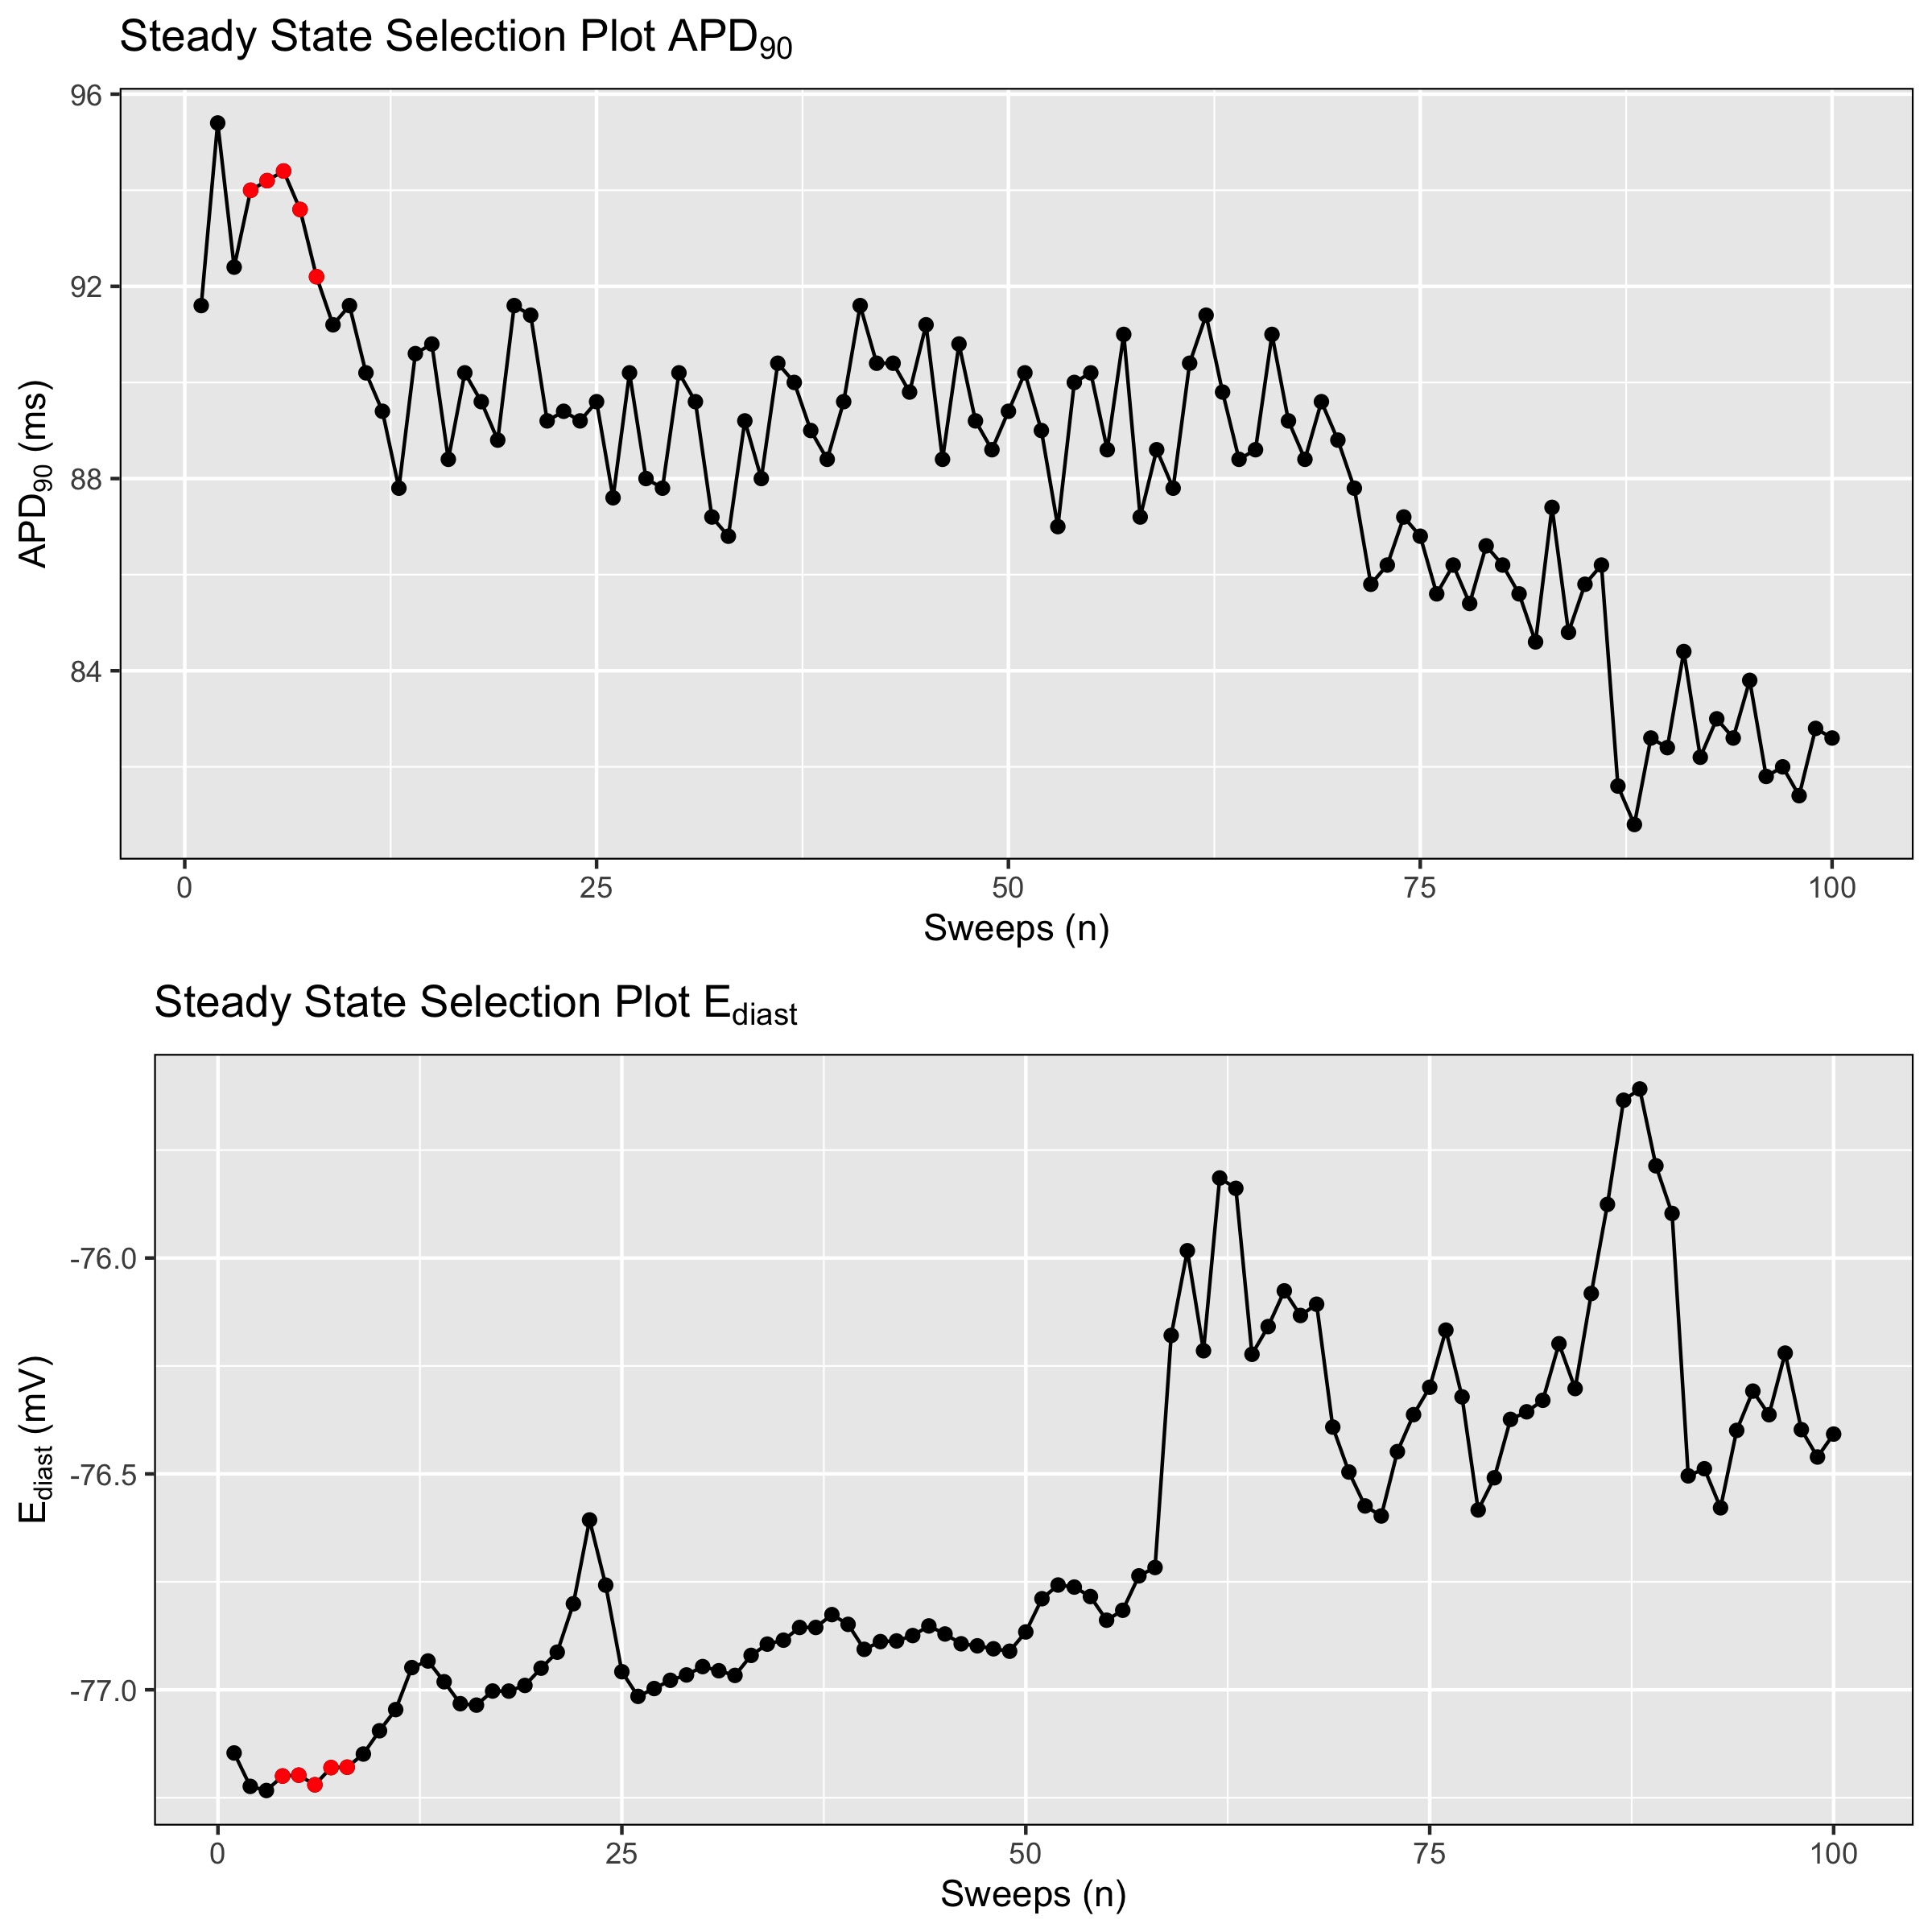 Steady State Selection Plot APD90
96
92
88
84
APD90 (ms)
0 25 50 75 100
Sweeps (n)
Steady State Selection Plot Ediast
-76.0
-76.5
-77.0
Ediast (mV)
0 25 50 75 100
Sweeps (n)